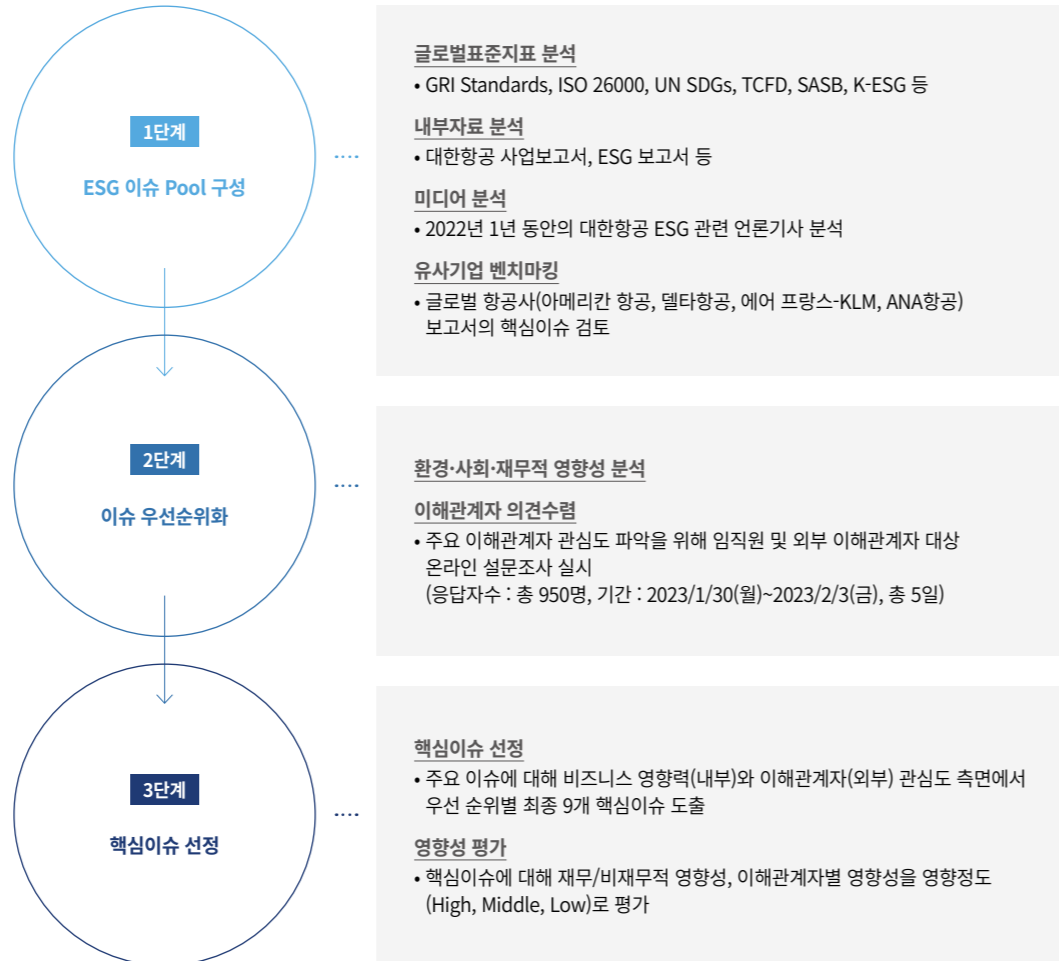 1단계
ESG 이슈 Pool 구성
글로벌표준지표 분석
• GRI Standards, ISO 26000, UN SDGs, TCFD, SASB, K-ESG 등
내부자료 분석
• 대한항공 사업보고서, ESG 보고서 등
미디어 분석
• 2022년 1년 동안의 대한항공 ESG 관련 언론기사 분석
유사기업 벤치마킹
• 글로벌 항공사(아메리칸 항공, 델타항공, 에어 프랑스-KLM, ANA항공)
보고서의 핵심이슈 검토
2단계
이슈 우선순위화
환경·사회·재무적 영향성 분석
이해관계자 의견수렴
• 주요 이해관계자 관심도 파악을 위해 임직원 및 외부 이해관계자 대상
온라인 설문조사 실시
(응답자수 : 총 950명, 기간 : 2023/1/30(월)~2023/2/3(금), 총 5일)
3단계
핵심이슈 선정
핵심이슈 선정
• 주요 이슈에 대해 비즈니스 영향력(내부)와 이해관계자(외부) 관심도 측면에서
우선 순위별 최종 9개 핵심이슈 도출
영향성 평가
• 핵심이슈에 대해 재무/비재무적 영향성, 이해관계자별 영향성을 영향정도
(High, Middle, Low)로 평가